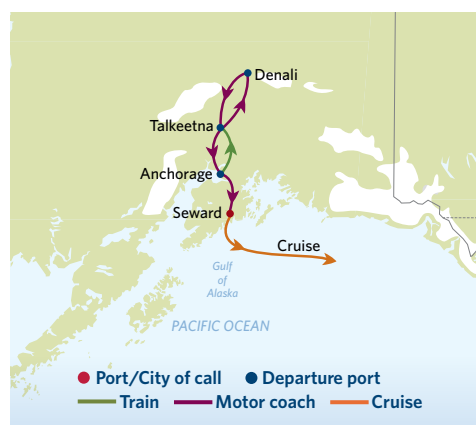 Denali
Talkeetna
Anchorage
Seward
Cruise
Gulf
of
Alaska
PACIFIC OCEAN
Port/City of call Departure port
Train Motor coach Cruise